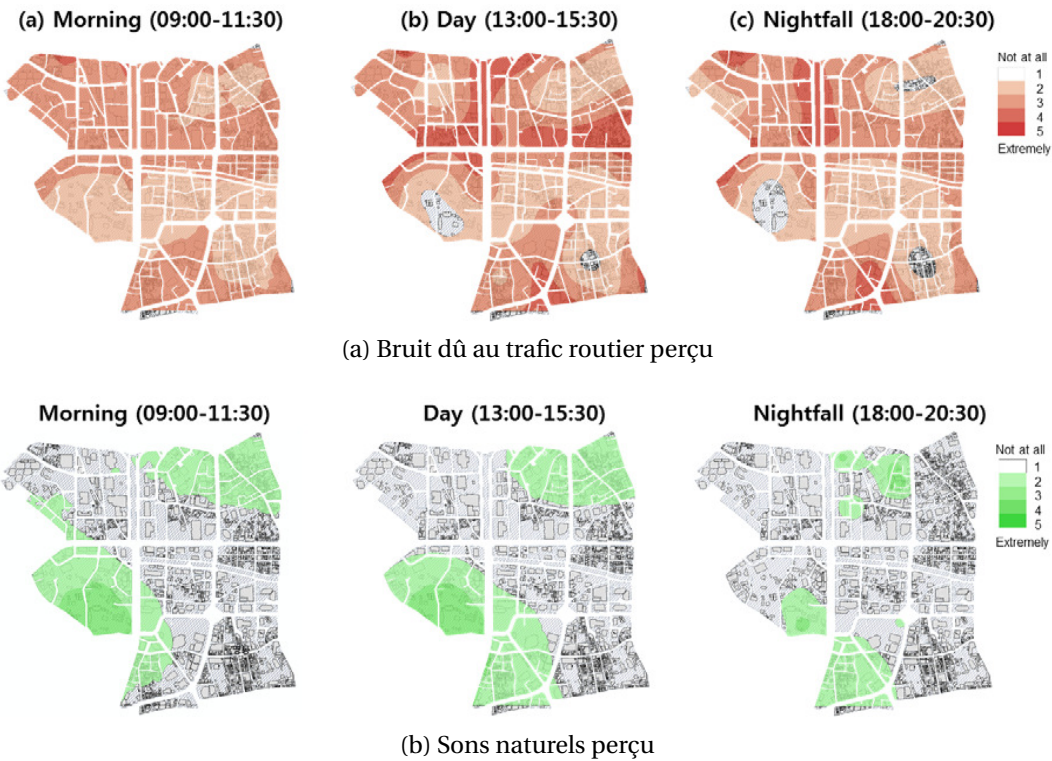 (a) Morning (09:00-11:30) (b) Day (13:00-15:30) (c) Nightfall (18:00-20:30)
Not at all
1
2
3
4
5
Extremely
(a) Bruit dû au trafic routier perçu
Morning (09:00-11:30) Day (13:00-15:30) Nightfall (18:00-20:30)
Not at all
1
2
3
4
5
Extremely
(b) Sons naturels perçu